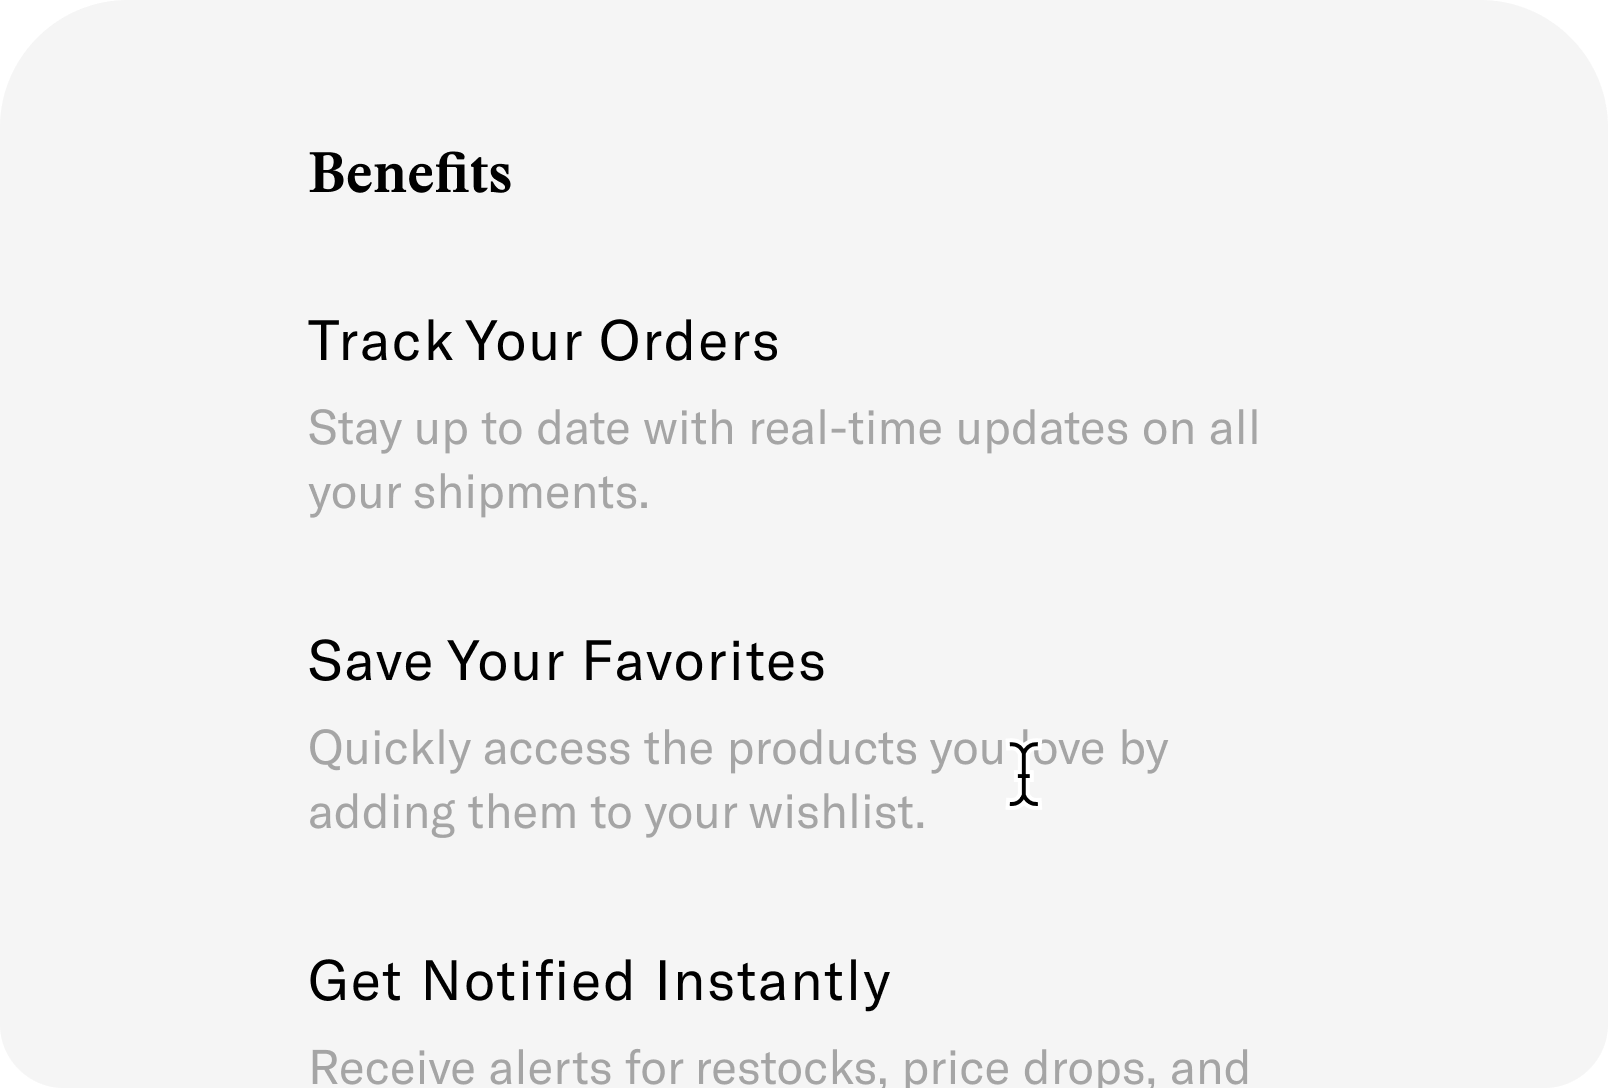 Benefits
Track Your Orders
Stay up to date with real-time updates on all
your shipments.
Save Your Favorites
Quickly access the products you love by
adding them to your wishlist.
Get Notified Instantly
Receive alerts for restocks, price drops, and